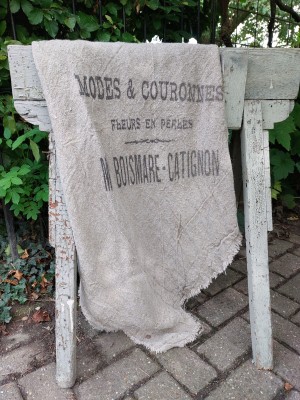 MODES & COURONNES
FLEURS EN PERLES
M BOISMARE-CATIGNON